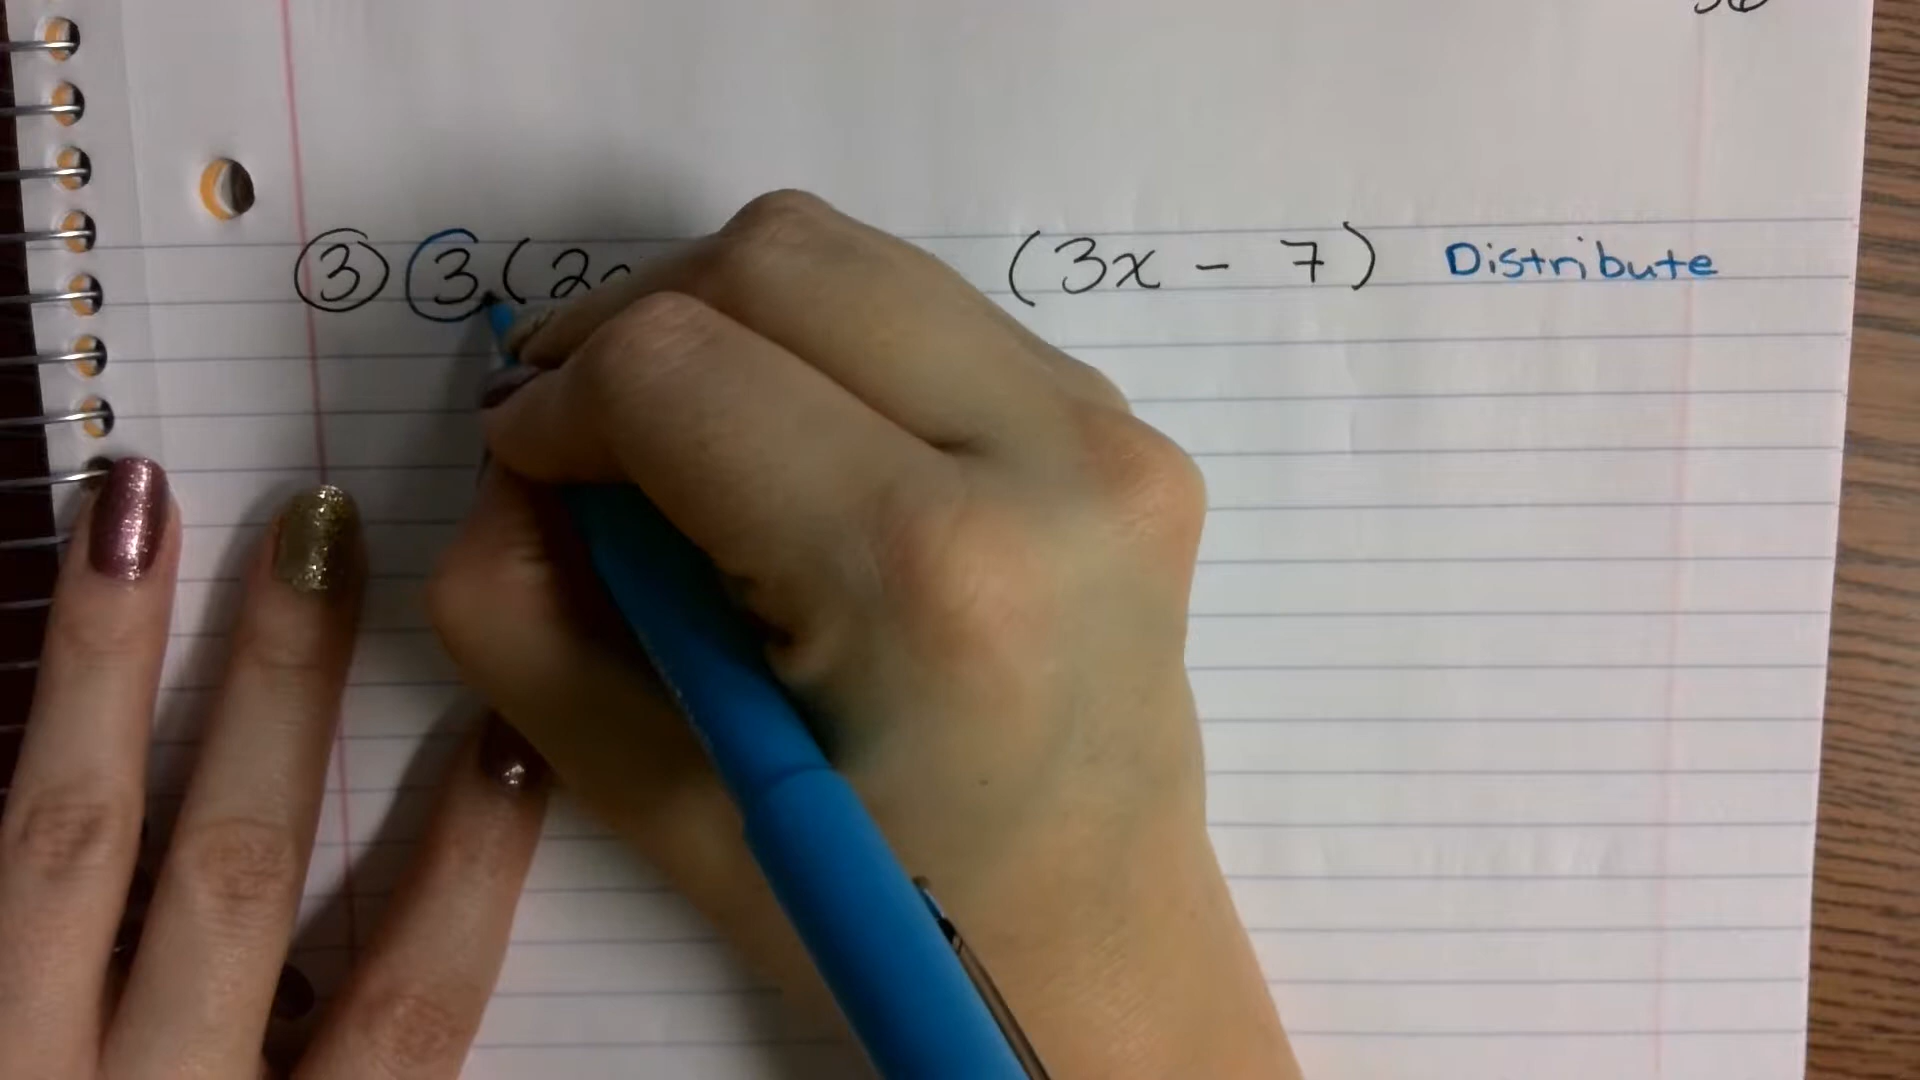 ③ 3(2 (3x - 7) Distribute